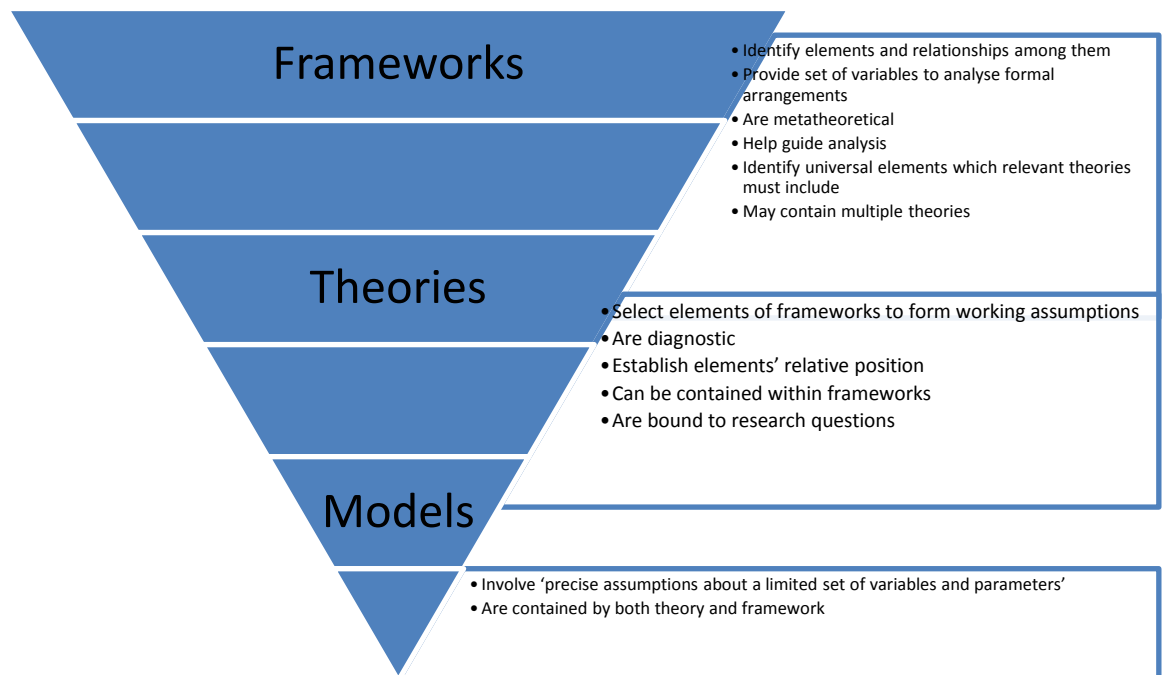 Frameworks
• Identify elements and relationships among them
• Provide set of variables to analyse formal
arrangements
• Are metatheoretical
• Help guide analysis
• Identify universal elements which relevant theories
must include
• May contain multiple theories
Theories
• Select elements of frameworks to form working assumptions
• Are diagnostic
• Establish elements’ relative position
• Can be contained within frameworks
• Are bound to research questions
Models
• Involve ‘precise assumptions about a limited set of variables and parameters’
• Are contained by both theory and framework